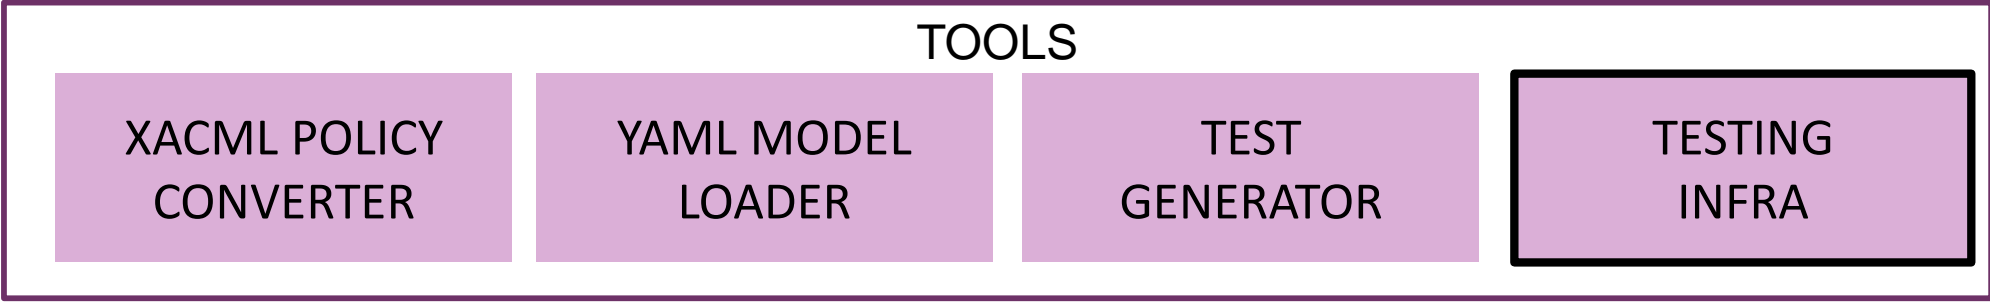 TOOLS
XACML POLICY
CONVERTER
YAML MODEL
LOADER
TEST
GENERATOR
TESTING
INFRA